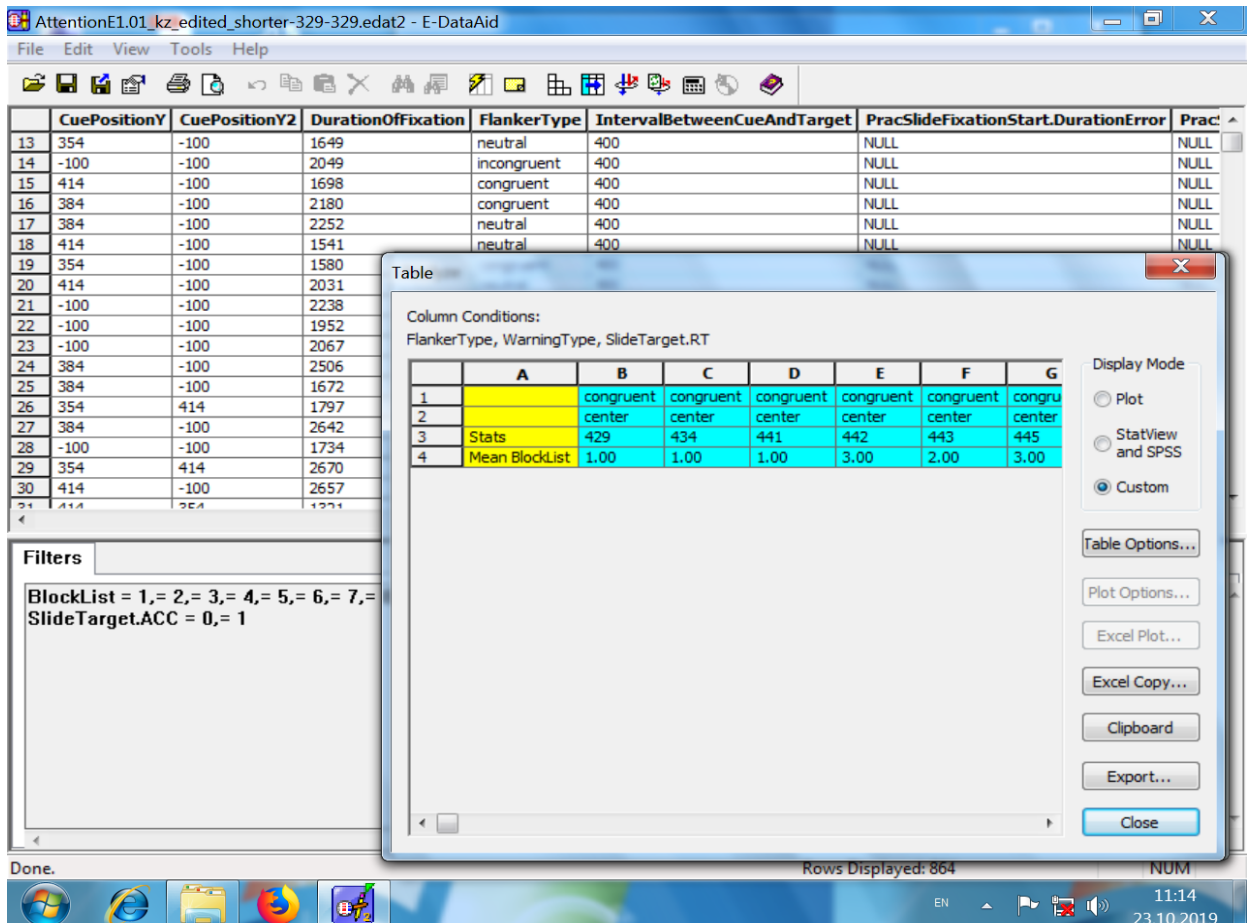 AttentionE1.01_kz_edited_shorter-329-329.edat2 - E-DataAid
File Edit View Tools Help
CuePositionY CuePositionY2 DurationOfFixation FlankerType IntervalBetweenCueAndTarget PracSlideFixationStart.DurationError
13 354 -100 1649 neutral 400 NULL NULL
14 -100 -100 2049 incongruent 400 NULL NULL
15 414 -100 1698 congruent 400 NULL NULL
16 384 -100 2180 congruent 400 NULL NULL
17 384 -100 2252 neutral 400 NULL NULL
18 414 -100 1541 neutral 400 NULL NULL
19 354 -100 1580
20 414 -100 2031
21 -100 -100 2238
22 -100 -100 1952
23 -100 -100 2067
24 384 -100 2506
25 384 -100 1672
26 354 414 1797
27 384 -100 2642
28 -100 -100 1734
29 354 414 2670
30 414 -100 2657
31 414 354 1321
Table
Column Conditions:
FlankerType, WarningType, SlideTarget.RT
A B C D E F G
1 congruent congruent congruent congruent congruent congru
2 center center center center center center
3 Stats 429 434 441 442 443 445
4 Mean BlockList 1.00 1.00 1.00 3.00 2.00 3.00
Display Mode
Plot
StatView
and SPSS
Custom
Table Options...
Plot Options...
Excel Plot...
Excel Copy...
Clipboard
Export...
Close
Filters
BlockList = 1,= 2,= 3,= 4,= 5,= 6,= 7,=
SlideTarget.ACC = 0,= 1
Done.
Rows Displayed: 864
NUM
EN
11:14
23.10.2019